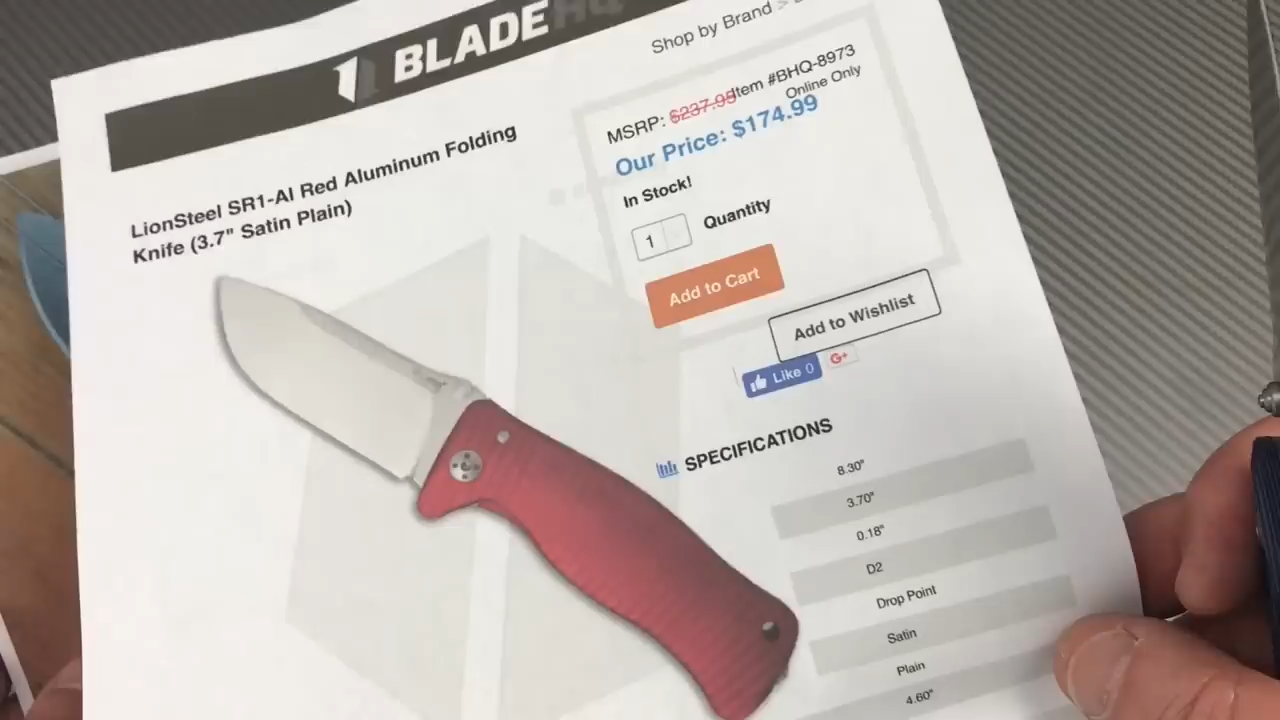 BLADE HQ
Shop by Brand >
LionSteel SR1-Al Red Aluminum Folding
Knife (3.7" Satin Plain)
Item #BHQ-8973
Online Only
MSRP: $237.95
Our Price: $174.99
In Stock!
1 Quantity
Add to Cart
Add to Wishlist
Like 0
G+
SPECIFICATIONS
8.30"
3.70"
0.18"
D2
Drop Point
Satin
Plain
4.60"